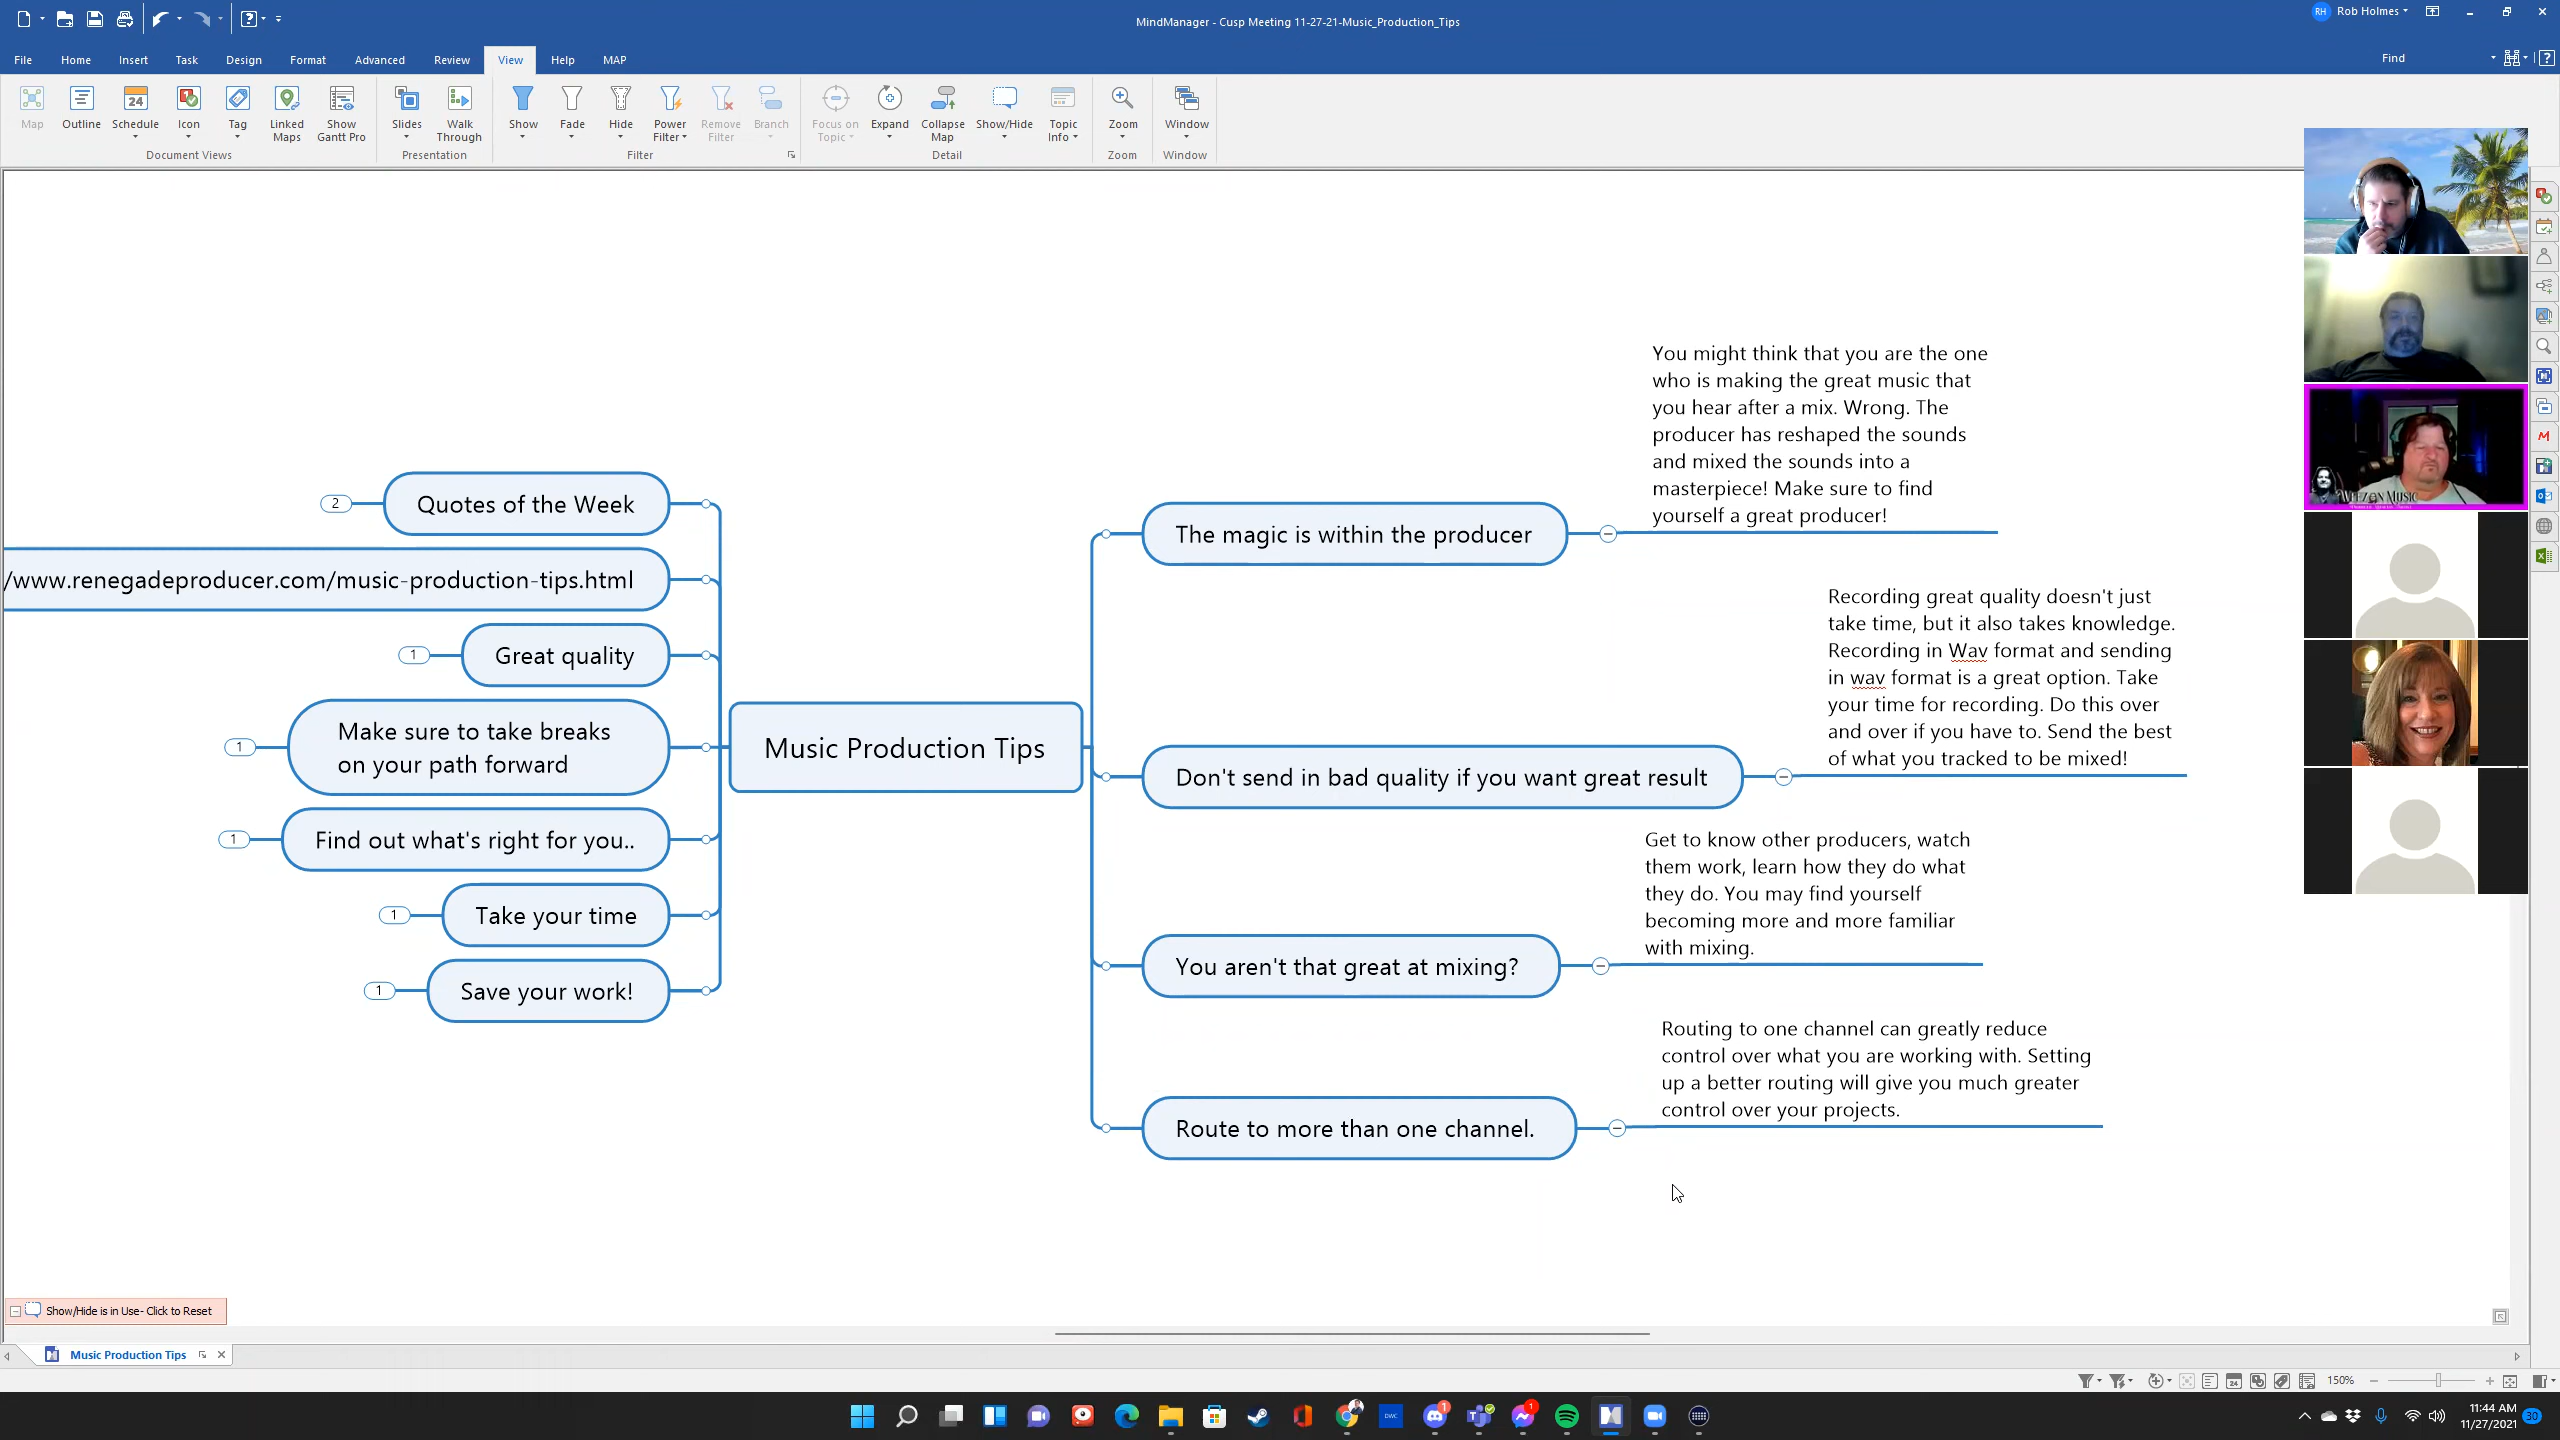 MindManager - Cusp Meeting 11-27-21-Music_Production_Tips
RH Rob Holmes
File Home Insert Task Design Format Advanced Review View Help MAP
Find
Map Outline Schedule Icon Tag Linked Maps Show Gantt Pro Slides Walk Through Show Fade Hide Power Filter Remove Filter Branch Focus on Topic Expand Collapse Map Show/Hide Topic Info Zoom Window
Document Views Presentation Filter Detail Zoom Window
Music Production Tips
The magic is within the producer
You might think that you are the one
who is making the great music that
you hear after a mix. Wrong. The
producer has reshaped the sounds
and mixed the sounds into a
masterpiece! Make sure to find
yourself a great producer!
Don't send in bad quality if you want great result
Recording great quality doesn't just
take time, but it also takes knowledge.
Recording in Wav format and sending
in wav format is a great option. Take
your time for recording. Do this over
and over if you have to. Send the best
of what you tracked to be mixed!
You aren't that great at mixing?
Get to know other producers, watch
them work, learn how they do what
they do. You may find yourself
becoming more and more familiar
with mixing.
Route to more than one channel.
Routing to one channel can greatly reduce
control over what you are working with. Setting
up a better routing will give you much greater
control over your projects.
2 Quotes of the Week
/www.renegadeproducer.com/music-production-tips.html
1 Great quality
1 Make sure to take breaks
on your path forward
1 Find out what's right for you..
1 Take your time
1 Save your work!
Weezon Music
Show/Hide is in Use- Click to Reset
Music Production Tips
150%
11:44 AM
11/27/2021
30